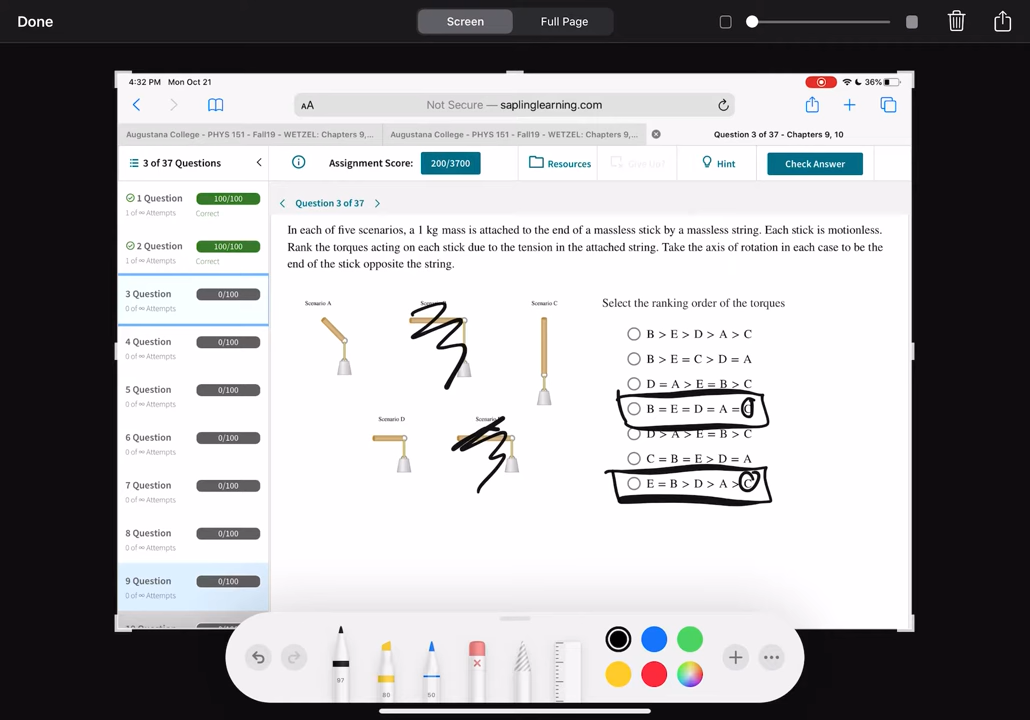 Done
Screen
Full Page
4:32 PM Mon Oct 21
36%
AA
Not Secure — saplinglearning.com
Augustana College - PHYS 151 - Fall19 - WETZEL: Chapters 9,...
Augustana College - PHYS 151 - Fall19 - WETZEL: Chapters 9,...
Question 3 of 37 - Chapters 9, 10
3 of 37 Questions
Assignment Score:
200/3700
Resources
Give Up?
Hint
Check Answer
1 Question
100/100
1 of ∞ Attempts
Correct
2 Question
100/100
1 of ∞ Attempts
Correct
3 Question
0/100
0 of ∞ Attempts
4 Question
0/100
0 of ∞ Attempts
5 Question
0/100
0 of ∞ Attempts
6 Question
0/100
0 of ∞ Attempts
7 Question
0/100
0 of ∞ Attempts
8 Question
0/100
0 of ∞ Attempts
9 Question
0/100
0 of ∞ Attempts
Question 3 of 37
In each of five scenarios, a 1 kg mass is attached to the end of a massless stick by a massless string. Each stick is motionless.
Rank the torques acting on each stick due to the tension in the attached string. Take the axis of rotation in each case to be the
end of the stick opposite the string.
Scenario A
Scenario C
Scenario D
Select the ranking order of the torques
B > E > D > A > C
B > E = C > D = A
D = A > E = B > C
B = E = D = A = C
D > A > E = B > C
C = B = E > D = A
E = B > D > A > C
97
80
50